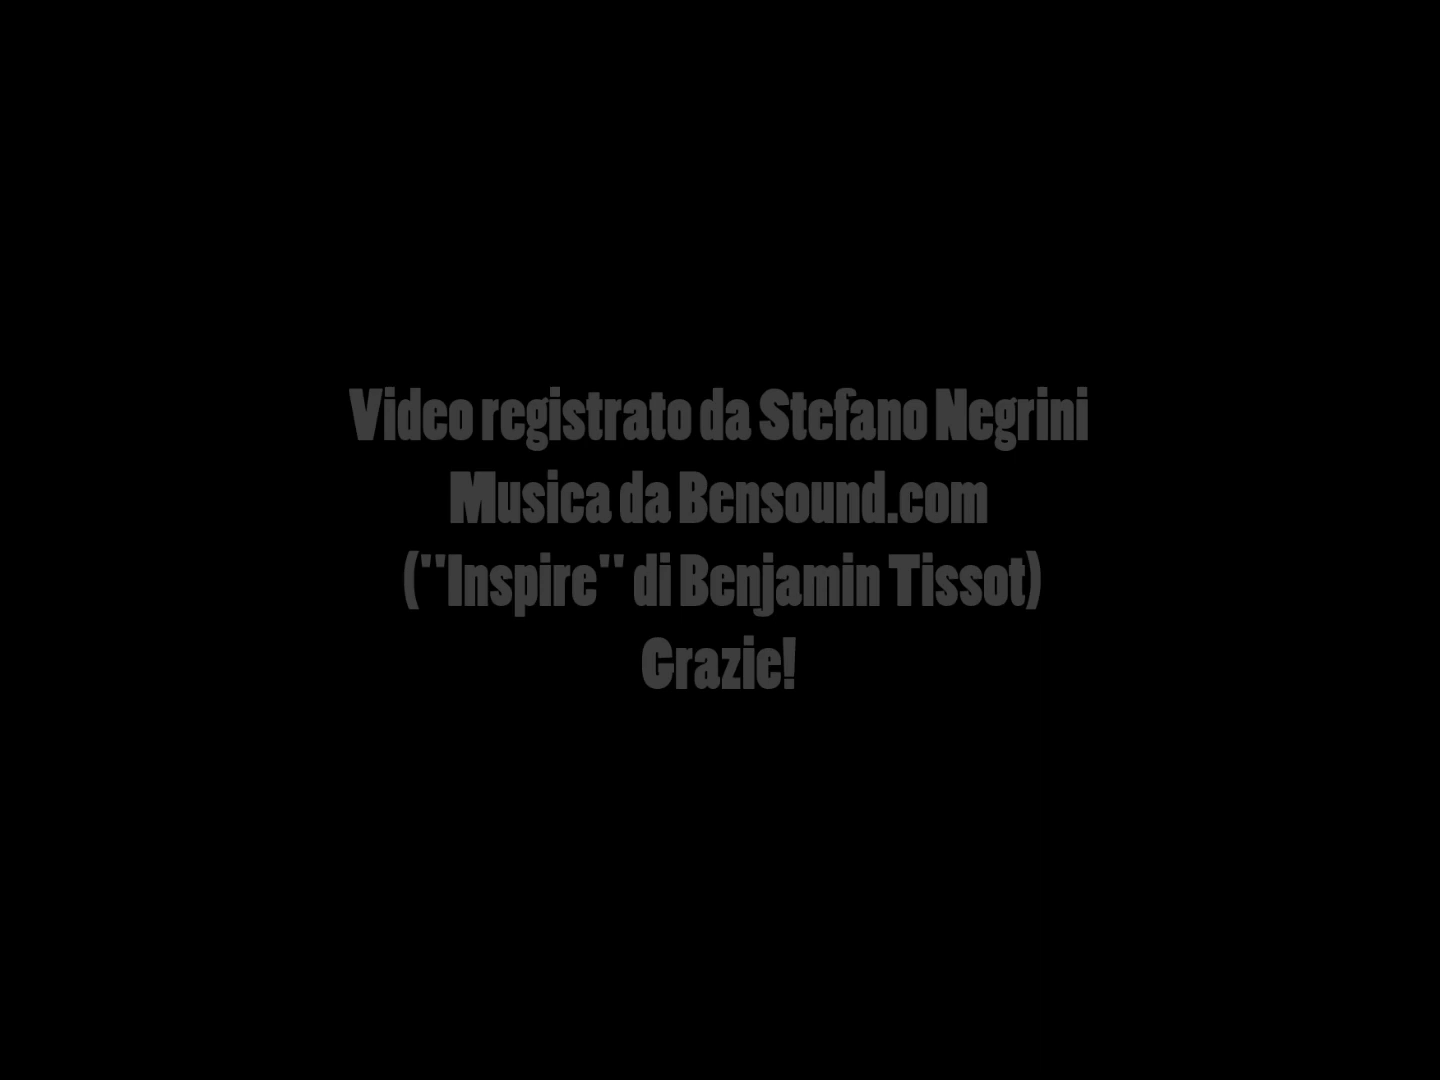 Video registrato da Stefano Negrini
Musica da Bensound.com
("Inspire" di Benjamin Tissot)
Grazie!